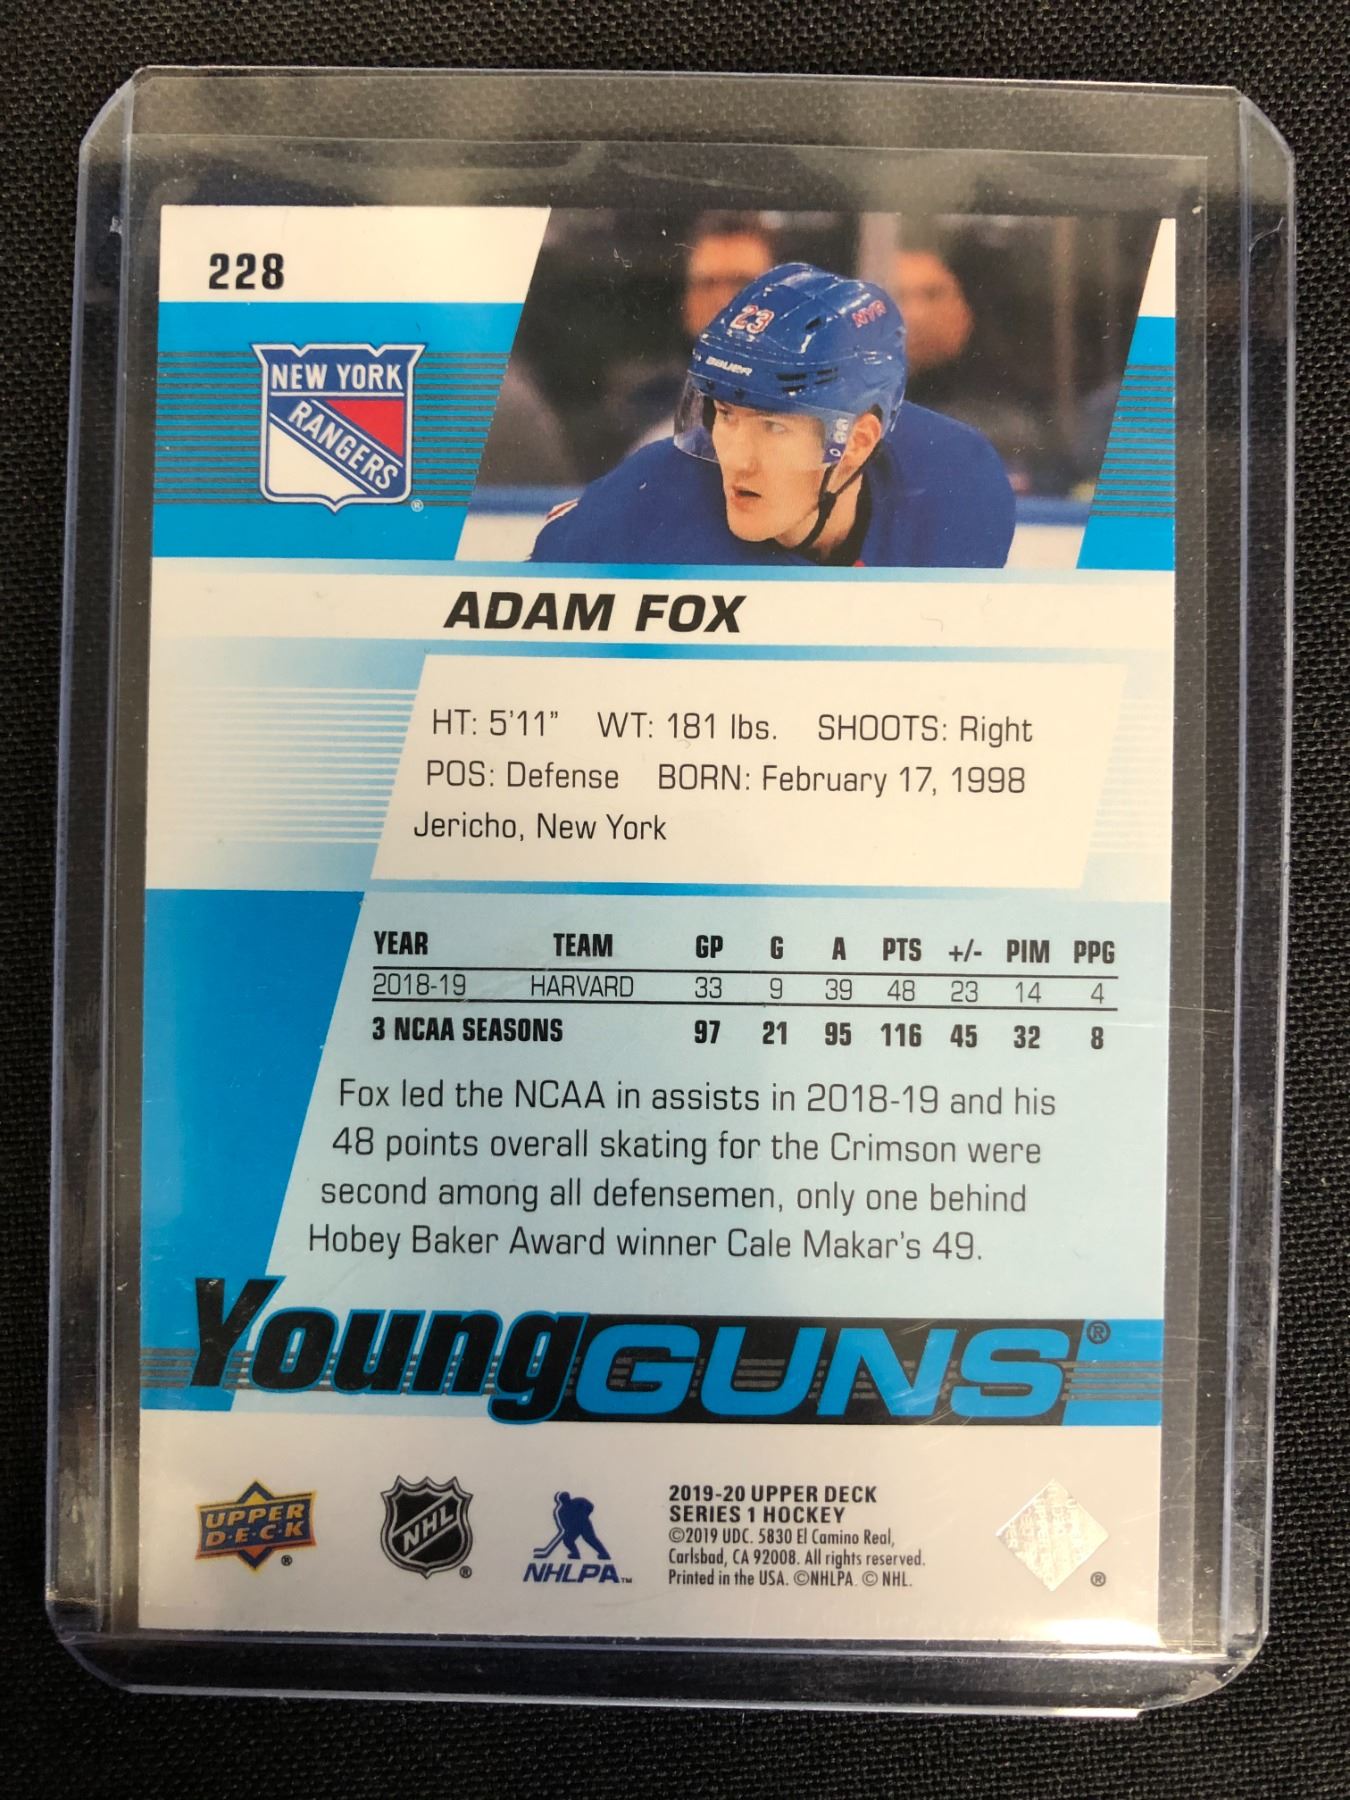 228
NEW YORK
RANGERS
®
23
NYR
BAUER
ADAM FOX
HT: 5'11" WT: 181 lbs. SHOOTS: Right
POS: Defense BORN: February 17, 1998
Jericho, New York
YEAR TEAM GP G A PTS +/- PIM PPG
2018-19 HARVARD 33 9 39 48 23 14 4
3 NCAA SEASONS 97 21 95 116 45 32 8
Fox led the NCAA in assists in 2018-19 and his
48 points overall skating for the Crimson were
second among all defensemen, only one behind
Hobey Baker Award winner Cale Makar's 49.
Young GUNS®
UPPER
D·E·C·K
®
NHL
®
NHLPA™
2019-20 UPPER DECK
SERIES 1 HOCKEY
©2019 UDC. 5830 El Camino Real,
Carlsbad, CA 92008. All rights reserved.
Printed in the USA. ©NHLPA. © NHL.
®